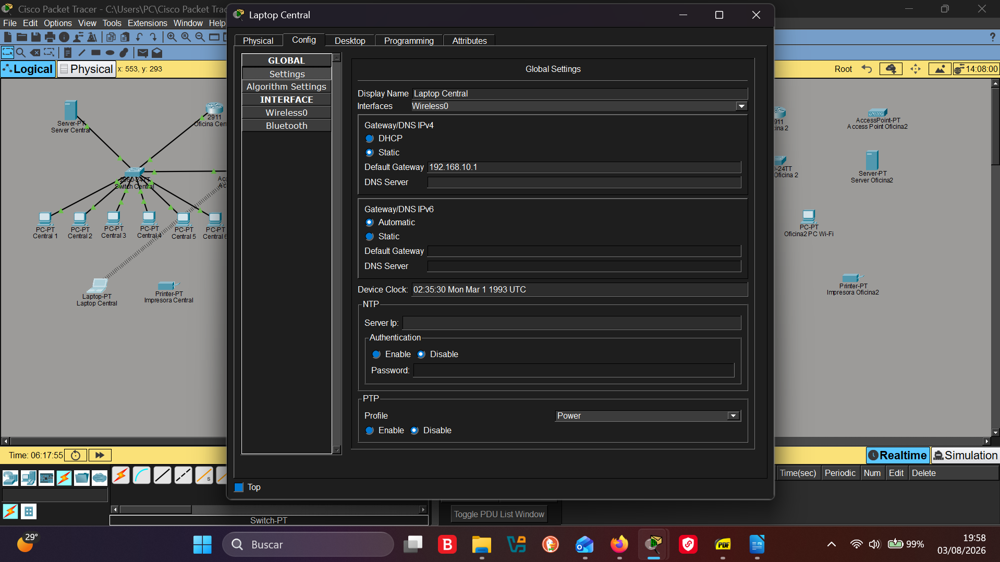 Cisco Packet Tracer - C:\Users\PC\Cisco Packet Trac
Laptop Central
File Edit Options View Tools Extensions Window Help
Physical Config Desktop Programming Attributes
Logical Physical x: 553, y: 293
Root 14:08:00
GLOBAL
Settings
Algorithm Settings
INTERFACE
Wireless0
Bluetooth
Global Settings
Display Name Laptop Central
Interfaces Wireless0
Gateway/DNS IPv4
DHCP
Static
Default Gateway 192.168.10.1
DNS Server
Gateway/DNS IPv6
Automatic
Static
Default Gateway
DNS Server
Device Clock: 02:35:30 Mon Mar 1 1993 UTC
NTP
Server Ip:
Authentication
Enable Disable
Password:
PTP
Profile Power
Enable Disable
Top
Server-PT
Server Central
2911
Oficina Cen
2960-24TT
Switch Central
Ac
Ac
PC-PT
Central 1
PC-PT
Central 2
PC-PT
Central 3
PC-PT
Central 4
PC-PT
Central 5
PC-PT
Central 6
Laptop-PT
Laptop Central
Printer-PT
Impresora Central
911
ina 2
AccessPoint-PT
Access Point Oficina2
0-24TT
Oficina 2
Server-PT
Server Oficina2
PC-PT
Oficina2 PC Wi-Fi
Printer-PT
Impresora Oficina2
Time: 06:17:55
Realtime Simulation
Time(sec) Periodic Num Edit Delete
S
Toggle PDU List Window
Switch-PT
29°
Buscar
B
PDF
99%
19:58
03/08/2026